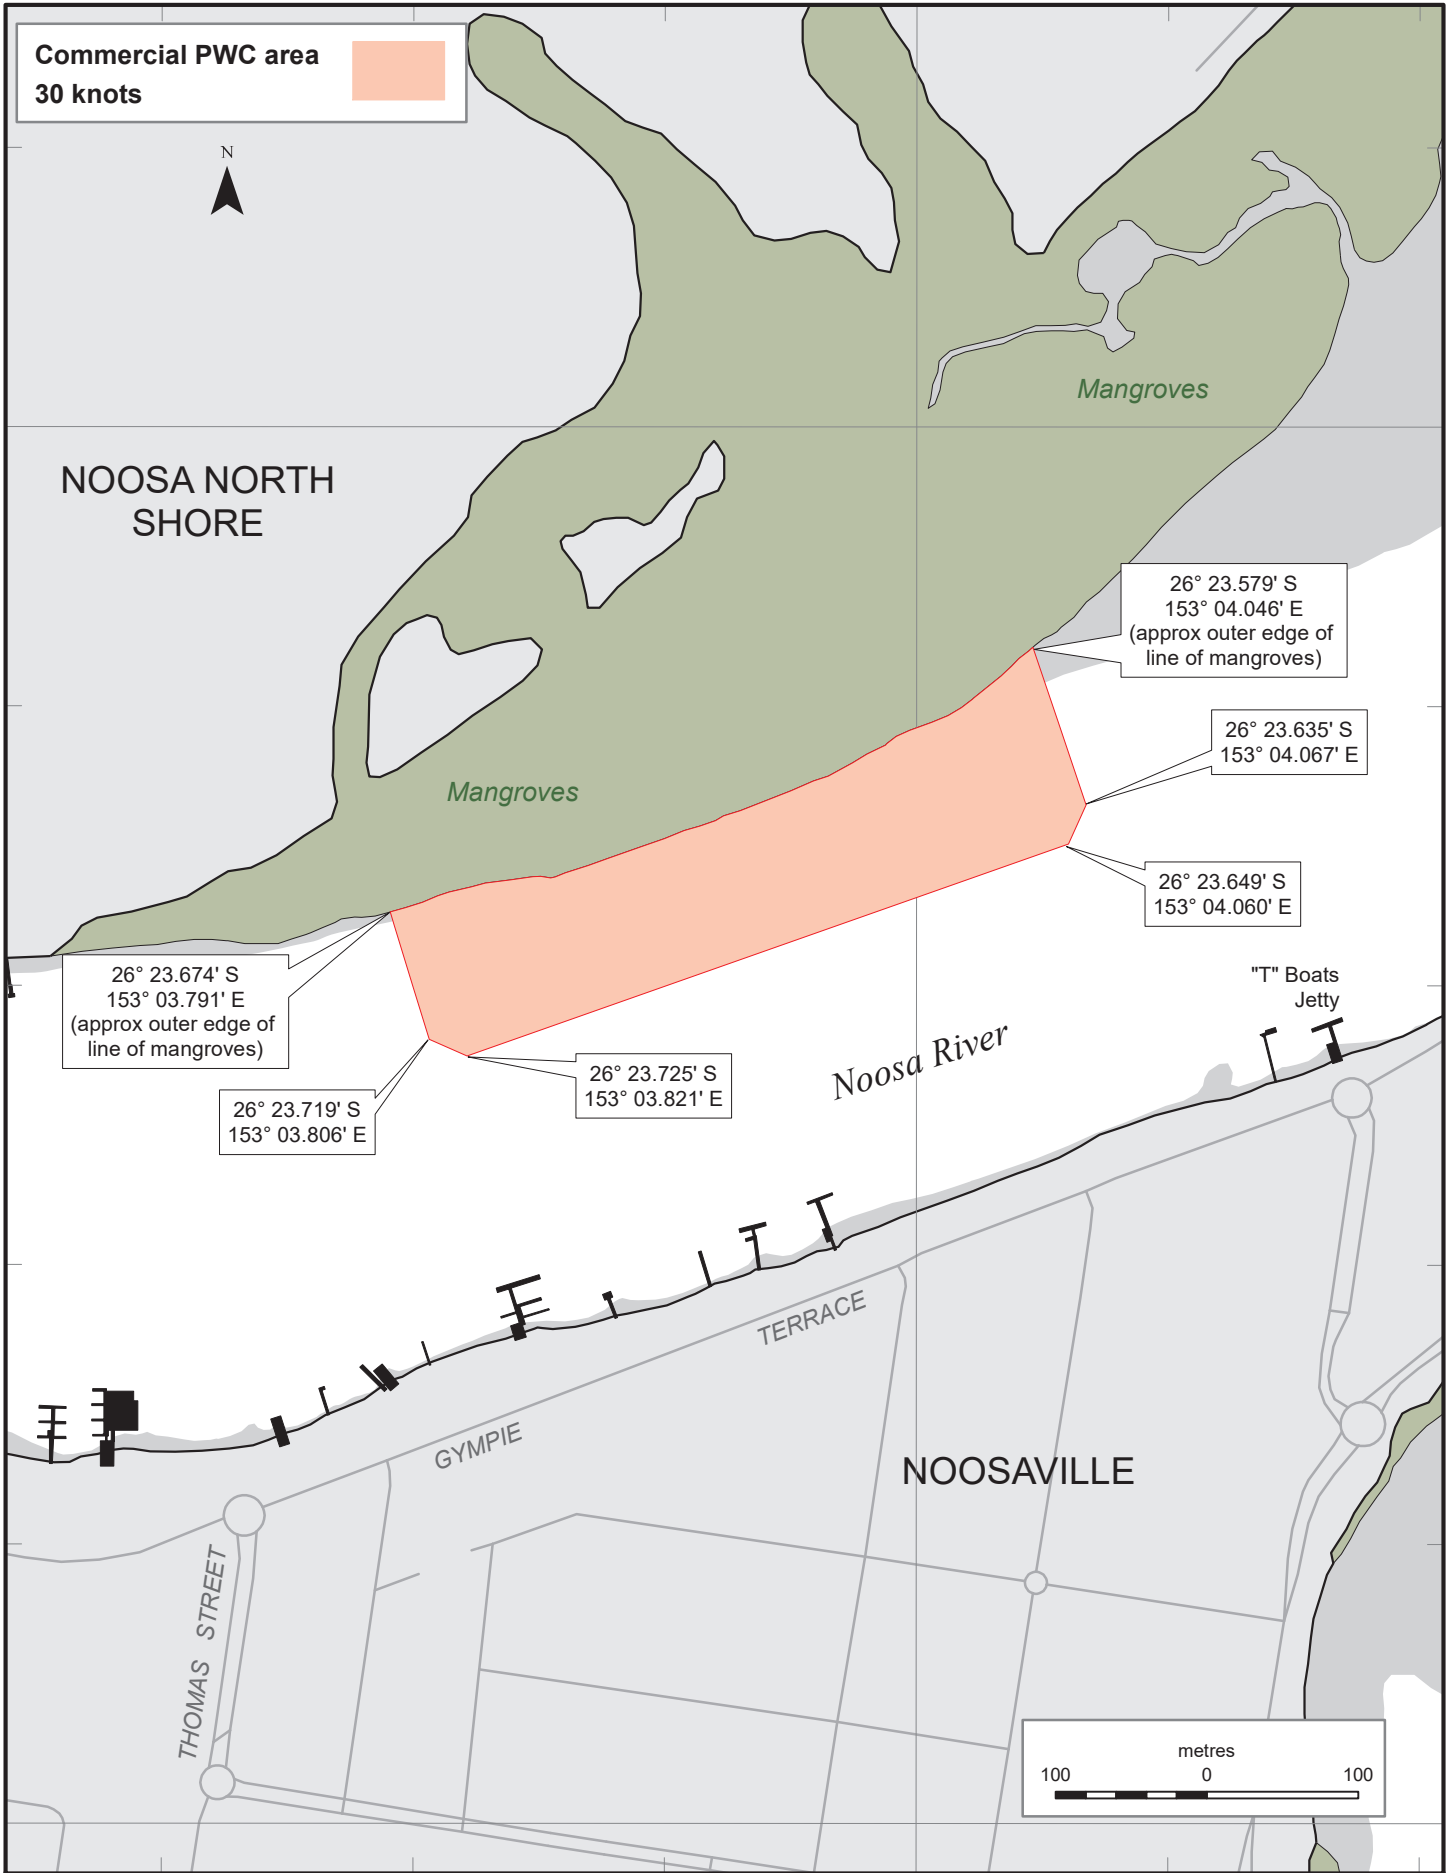 Commercial PWC area
30 knots
N
Mangroves
NOOSA NORTH
SHORE
26° 23.579' S
153° 04.046' E
(approx outer edge of
line of mangroves)
26° 23.635' S
153° 04.067' E
Mangroves
26° 23.649' S
153° 04.060' E
26° 23.674' S
153° 03.791' E
(approx outer edge of
line of mangroves)
"T" Boats
Jetty
Noosa River
26° 23.725' S
153° 03.821' E
26° 23.719' S
153° 03.806' E
GYMPIE TERRACE
NOOSAVILLE
THOMAS STREET
metres
100 0 100